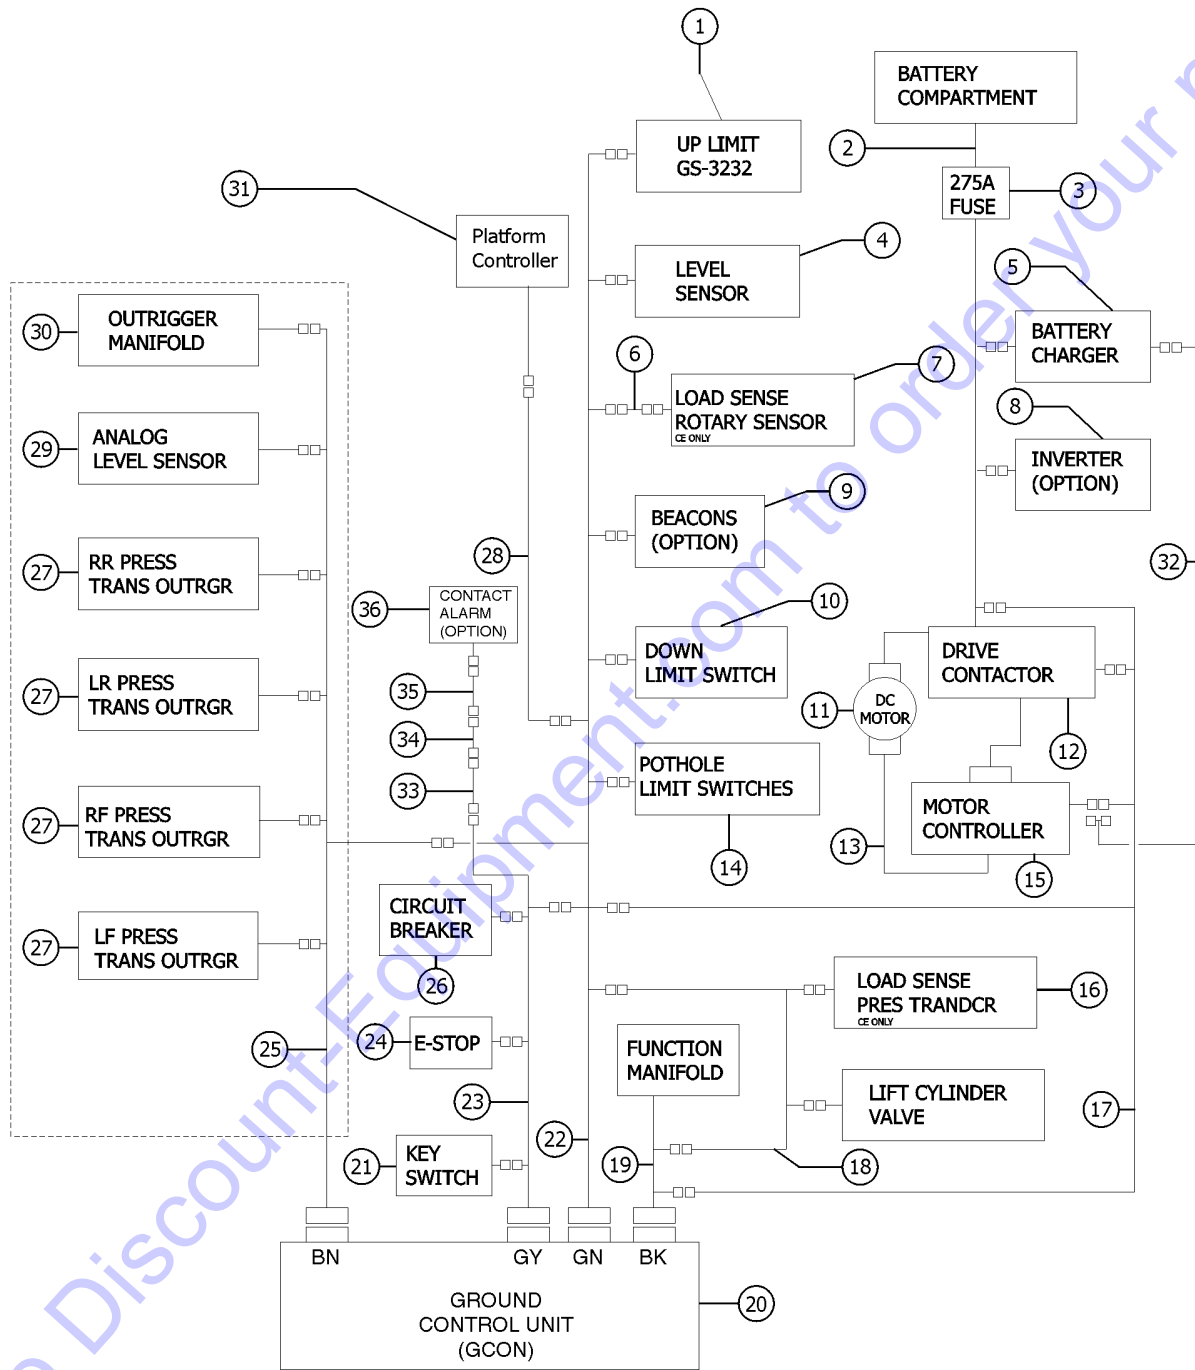 1
BATTERY
COMPARTMENT
UP LIMIT
GS-3232
2
275A
FUSE
3
31
Platform
Controller
4
LEVEL
SENSOR
5
BATTERY
CHARGER
30
OUTRIGGER
MANIFOLD
6
7
LOAD SENSE
ROTARY SENSOR
CE ONLY
8
INVERTER
(OPTION)
29
ANALOG
LEVEL SENSOR
9
BEACONS
(OPTION)
28
32
27
RR PRESS
TRANS OUTRGR
36
CONTACT
ALARM
(OPTION)
10
DOWN
LIMIT SWITCH
DRIVE
CONTACTOR
27
LR PRESS
TRANS OUTRGR
35
11
DC
MOTOR
34
12
POTHOLE
LIMIT SWITCHES
33
27
RF PRESS
TRANS OUTRGR
MOTOR
CONTROLLER
13
14
15
CIRCUIT
BREAKER
27
LF PRESS
TRANS OUTRGR
26
LOAD SENSE
PRES TRANDCR
CE ONLY
16
25
24
E-STOP
FUNCTION
MANIFOLD
23
LIFT CYLINDER
VALVE
17
22
21
KEY
SWITCH
19
18
BN
GY
GN
BK
GROUND
CONTROL UNIT
(GCON)
20
Discount-Equipment.com to order your